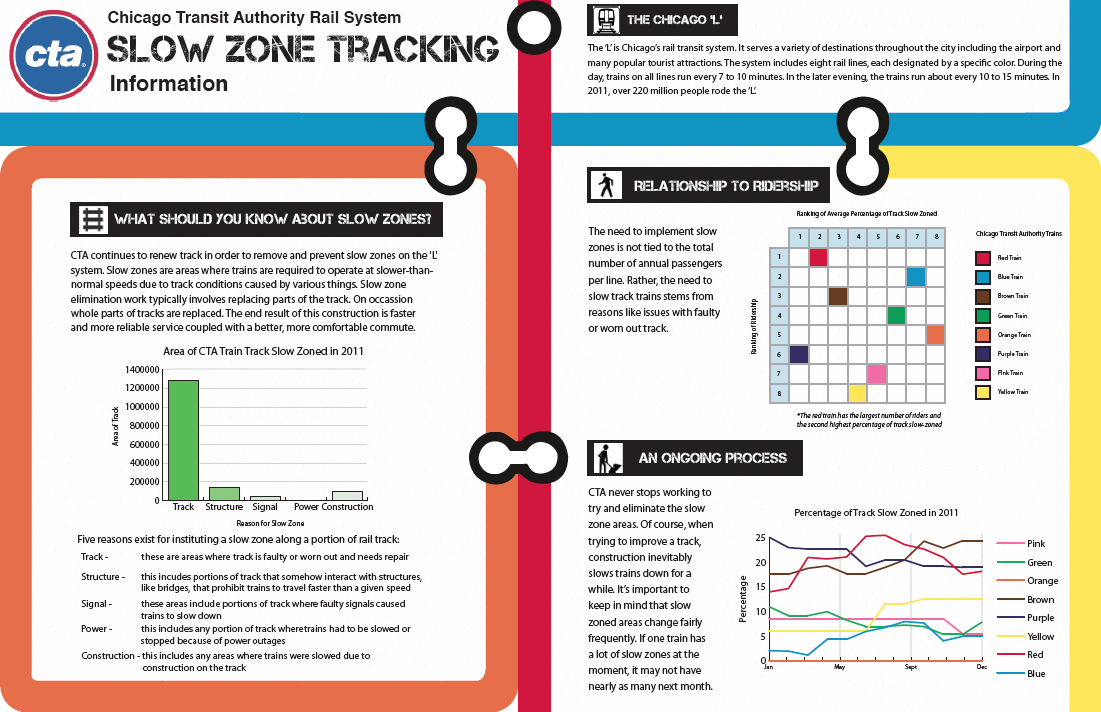 cta
Chicago Transit Authority Rail System
SLOW ZONE TRACKING
Information
THE CHICAGO 'L'
The 'L' is Chicago's rail transit system. It serves a variety of destinations throughout the city including the airport and
many popular tourist attractions. The system includes eight rail lines, each designated by a specific color. During the
day, trains on all lines run every 7 to 10 minutes. In the later evening, the trains run about every 10 to 15 minutes. In
2011, over 220 million people rode the 'L'.
WHAT SHOULD YOU KNOW ABOUT SLOW ZONES?
CTA continues to renew track in order to remove and prevent slow zones on the 'L'
system. Slow zones are areas where trains are required to operate at slower-than-
normal speeds due to track conditions caused by various things. Slow zone
elimination work typically involves replacing parts of the track. On occassion
whole parts of tracks are replaced. The end result of this construction is faster
and more reliable service coupled with a better, more comfortable commute.
Area of CTA Train Track Slow Zoned in 2011
Area of Track
1400000
1200000
1000000
800000
600000
400000
200000
0
Track Structure Signal Power Construction
Reason for Slow Zone
Five reasons exist for instituting a slow zone along a portion of rail track:
Track - these are areas where track is faulty or worn out and needs repair
Structure - this incudes portions of track that somehow interact with structures,
like bridges, that prohibit trains to travel faster than a given speed
Signal - these areas include portions of track where faulty signals caused
trains to slow down
Power - this includes any portion of track wheretrains had to be slowed or
stopped because of power outages
Construction - this includes any areas where trains were slowed due to
construction on the track
RELATIONSHIP TO RIDERSHIP
The need to implement slow
zones is not tied to the total
number of annual passengers
per line. Rather, the need to
slow track trains stems from
reasons like issues with faulty
or worn out track.
Ranking of Average Percentage of Track Slow Zoned
1 2 3 4 5 6 7 8
Ranking of Ridership
1
2
3
4
5
6
7
8
*The red train has the largest number of riders and
the second highest percentage of track slow-zoned
Chicago Transit Authority Trains
Red Train
Blue Train
Brown Train
Green Train
Orange Train
Purple Train
Pink Train
Yellow Train
AN ONGOING PROCESS
CTA never stops working to
try and eliminate the slow
zone areas. Of course, when
trying to improve a track,
construction inevitably
slows trains down for a
while. It's important to
keep in mind that slow
zoned areas change fairly
frequently. If one train has
a lot of slow zones at the
moment, it may not have
nearly as many next month.
Percentage of Track Slow Zoned in 2011
Percentage
25
20
15
10
5
0
Jan May Sept Dec
Pink
Green
Orange
Brown
Purple
Yellow
Red
Blue